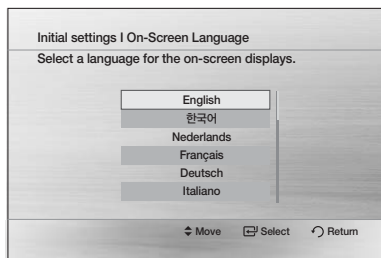 Initial settings I On-Screen Language
Select a language for the on-screen displays.
English
한국어
Nederlands
Français
Deutsch
Italiano
Move Select Return